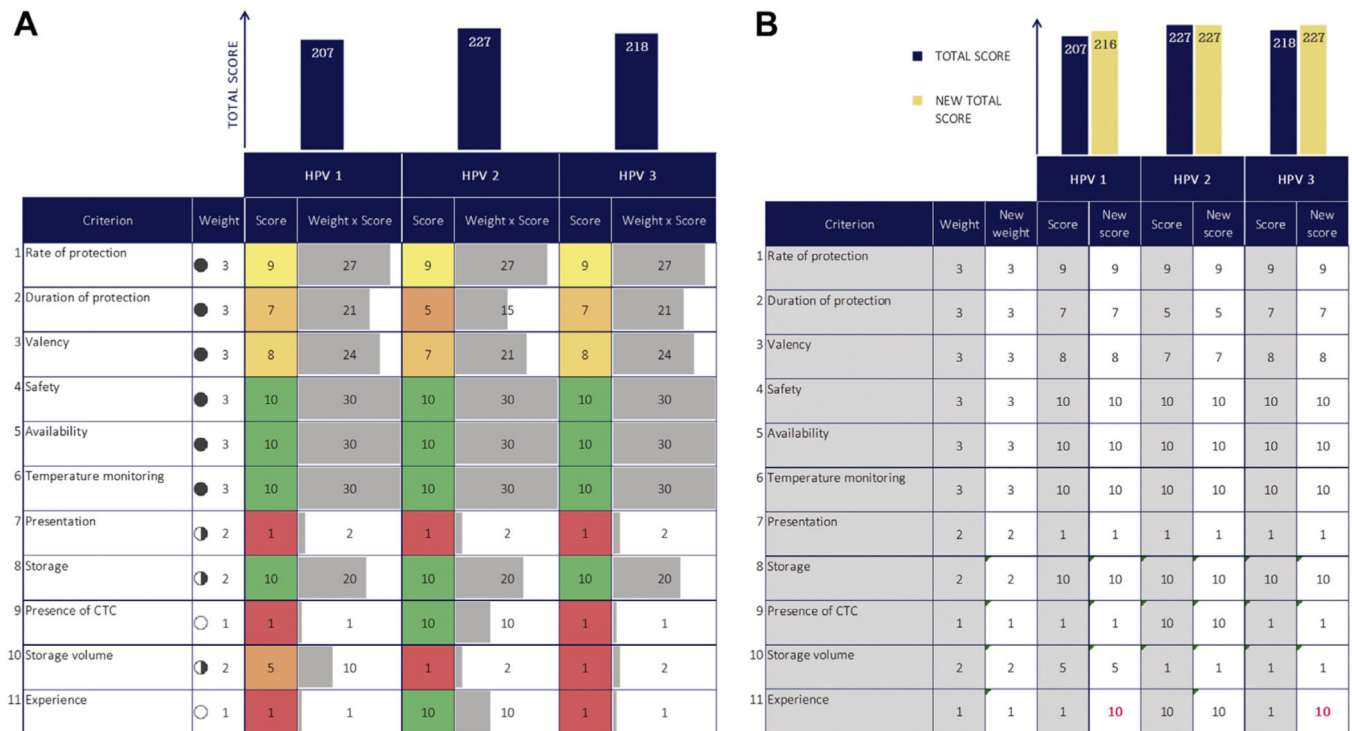 A
TOTAL SCORE
207
227
218
HPV 1 HPV 2 HPV 3
Criterion Weight Score Weight x Score Score Weight x Score Score Weight x Score
1 Rate of protection 3 9 27 9 27 9 27
2 Duration of protection 3 7 21 5 15 7 21
3 Valency 3 8 24 7 21 8 24
4 Safety 3 10 30 10 30 10 30
5 Availability 3 10 30 10 30 10 30
6 Temperature monitoring 3 10 30 10 30 10 30
7 Presentation 2 1 2 1 2 1 2
8 Storage 2 10 20 10 20 10 20
9 Presence of CTC 1 1 1 10 10 1 1
10 Storage volume 2 5 10 1 2 1 2
11 Experience 1 1 1 10 10 1 1
B
TOTAL SCORE
NEW TOTAL
SCORE
207 216 227 227 218 227
HPV 1 HPV 2 HPV 3
Criterion Weight New weight Score New score Score New score Score New score
1 Rate of protection 3 3 9 9 9 9 9 9
2 Duration of protection 3 3 7 7 5 5 7 7
3 Valency 3 3 8 8 7 7 8 8
4 Safety 3 3 10 10 10 10 10 10
5 Availability 3 3 10 10 10 10 10 10
6 Temperature monitoring 3 3 10 10 10 10 10 10
7 Presentation 2 2 1 1 1 1 1 1
8 Storage 2 2 10 10 10 10 10 10
9 Presence of CTC 1 1 1 1 10 10 1 1
10 Storage volume 2 2 5 5 1 1 1 1
11 Experience 1 1 1 10 10 10 1 10